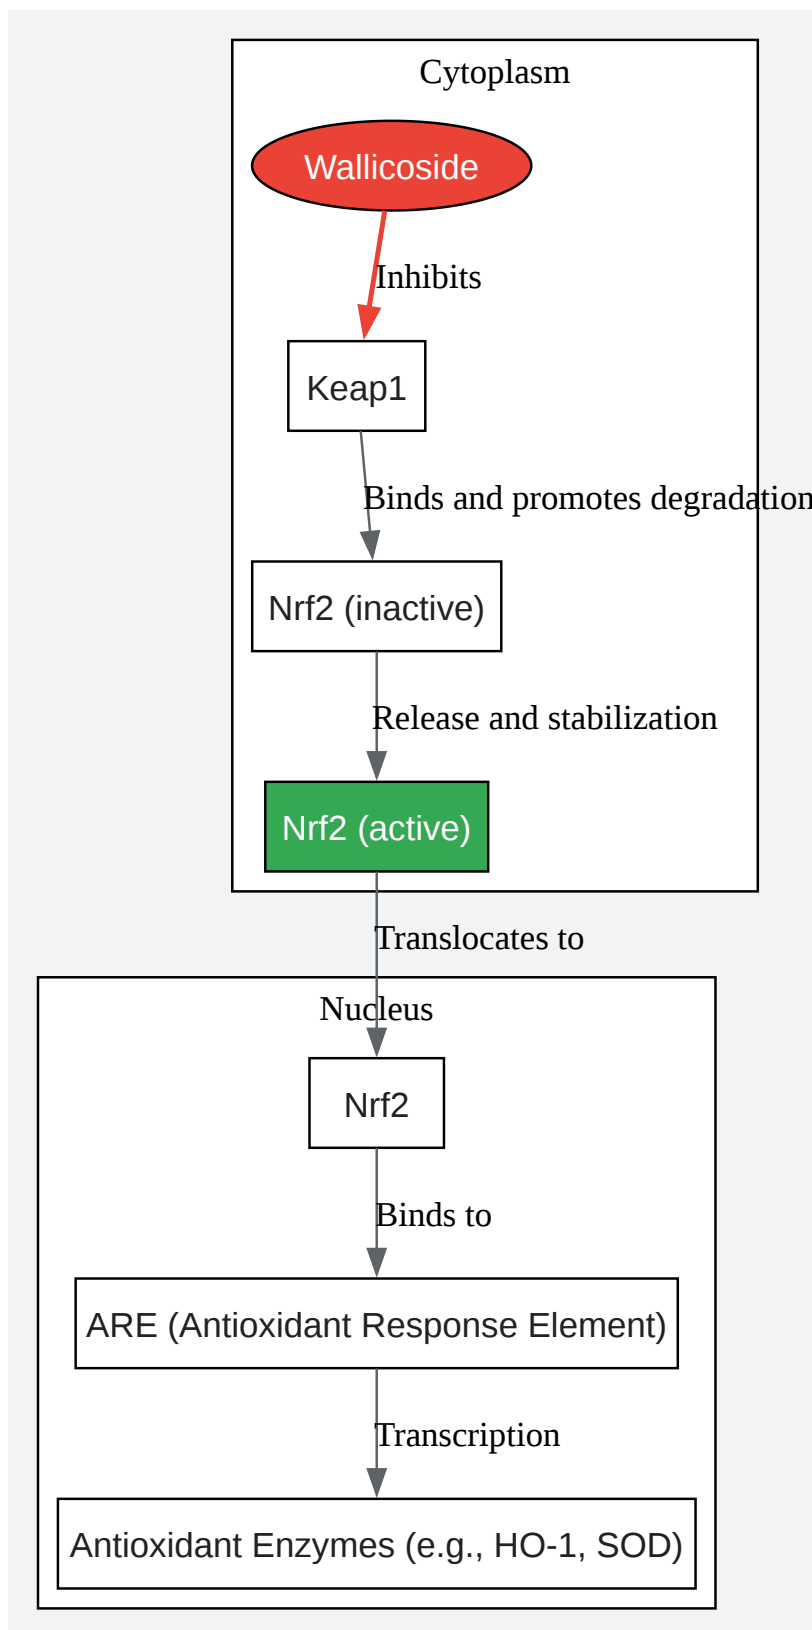 Cytoplasm
Wallicoside
Inhibits
Keap1
Binds and promotes degradation
Nrf2 (inactive)
Release and stabilization
Nrf2 (active)
Translocates to
Nucleus
Nrf2
Binds to
ARE (Antioxidant Response Element)
Transcription
Antioxidant Enzymes (e.g., HO-1, SOD)